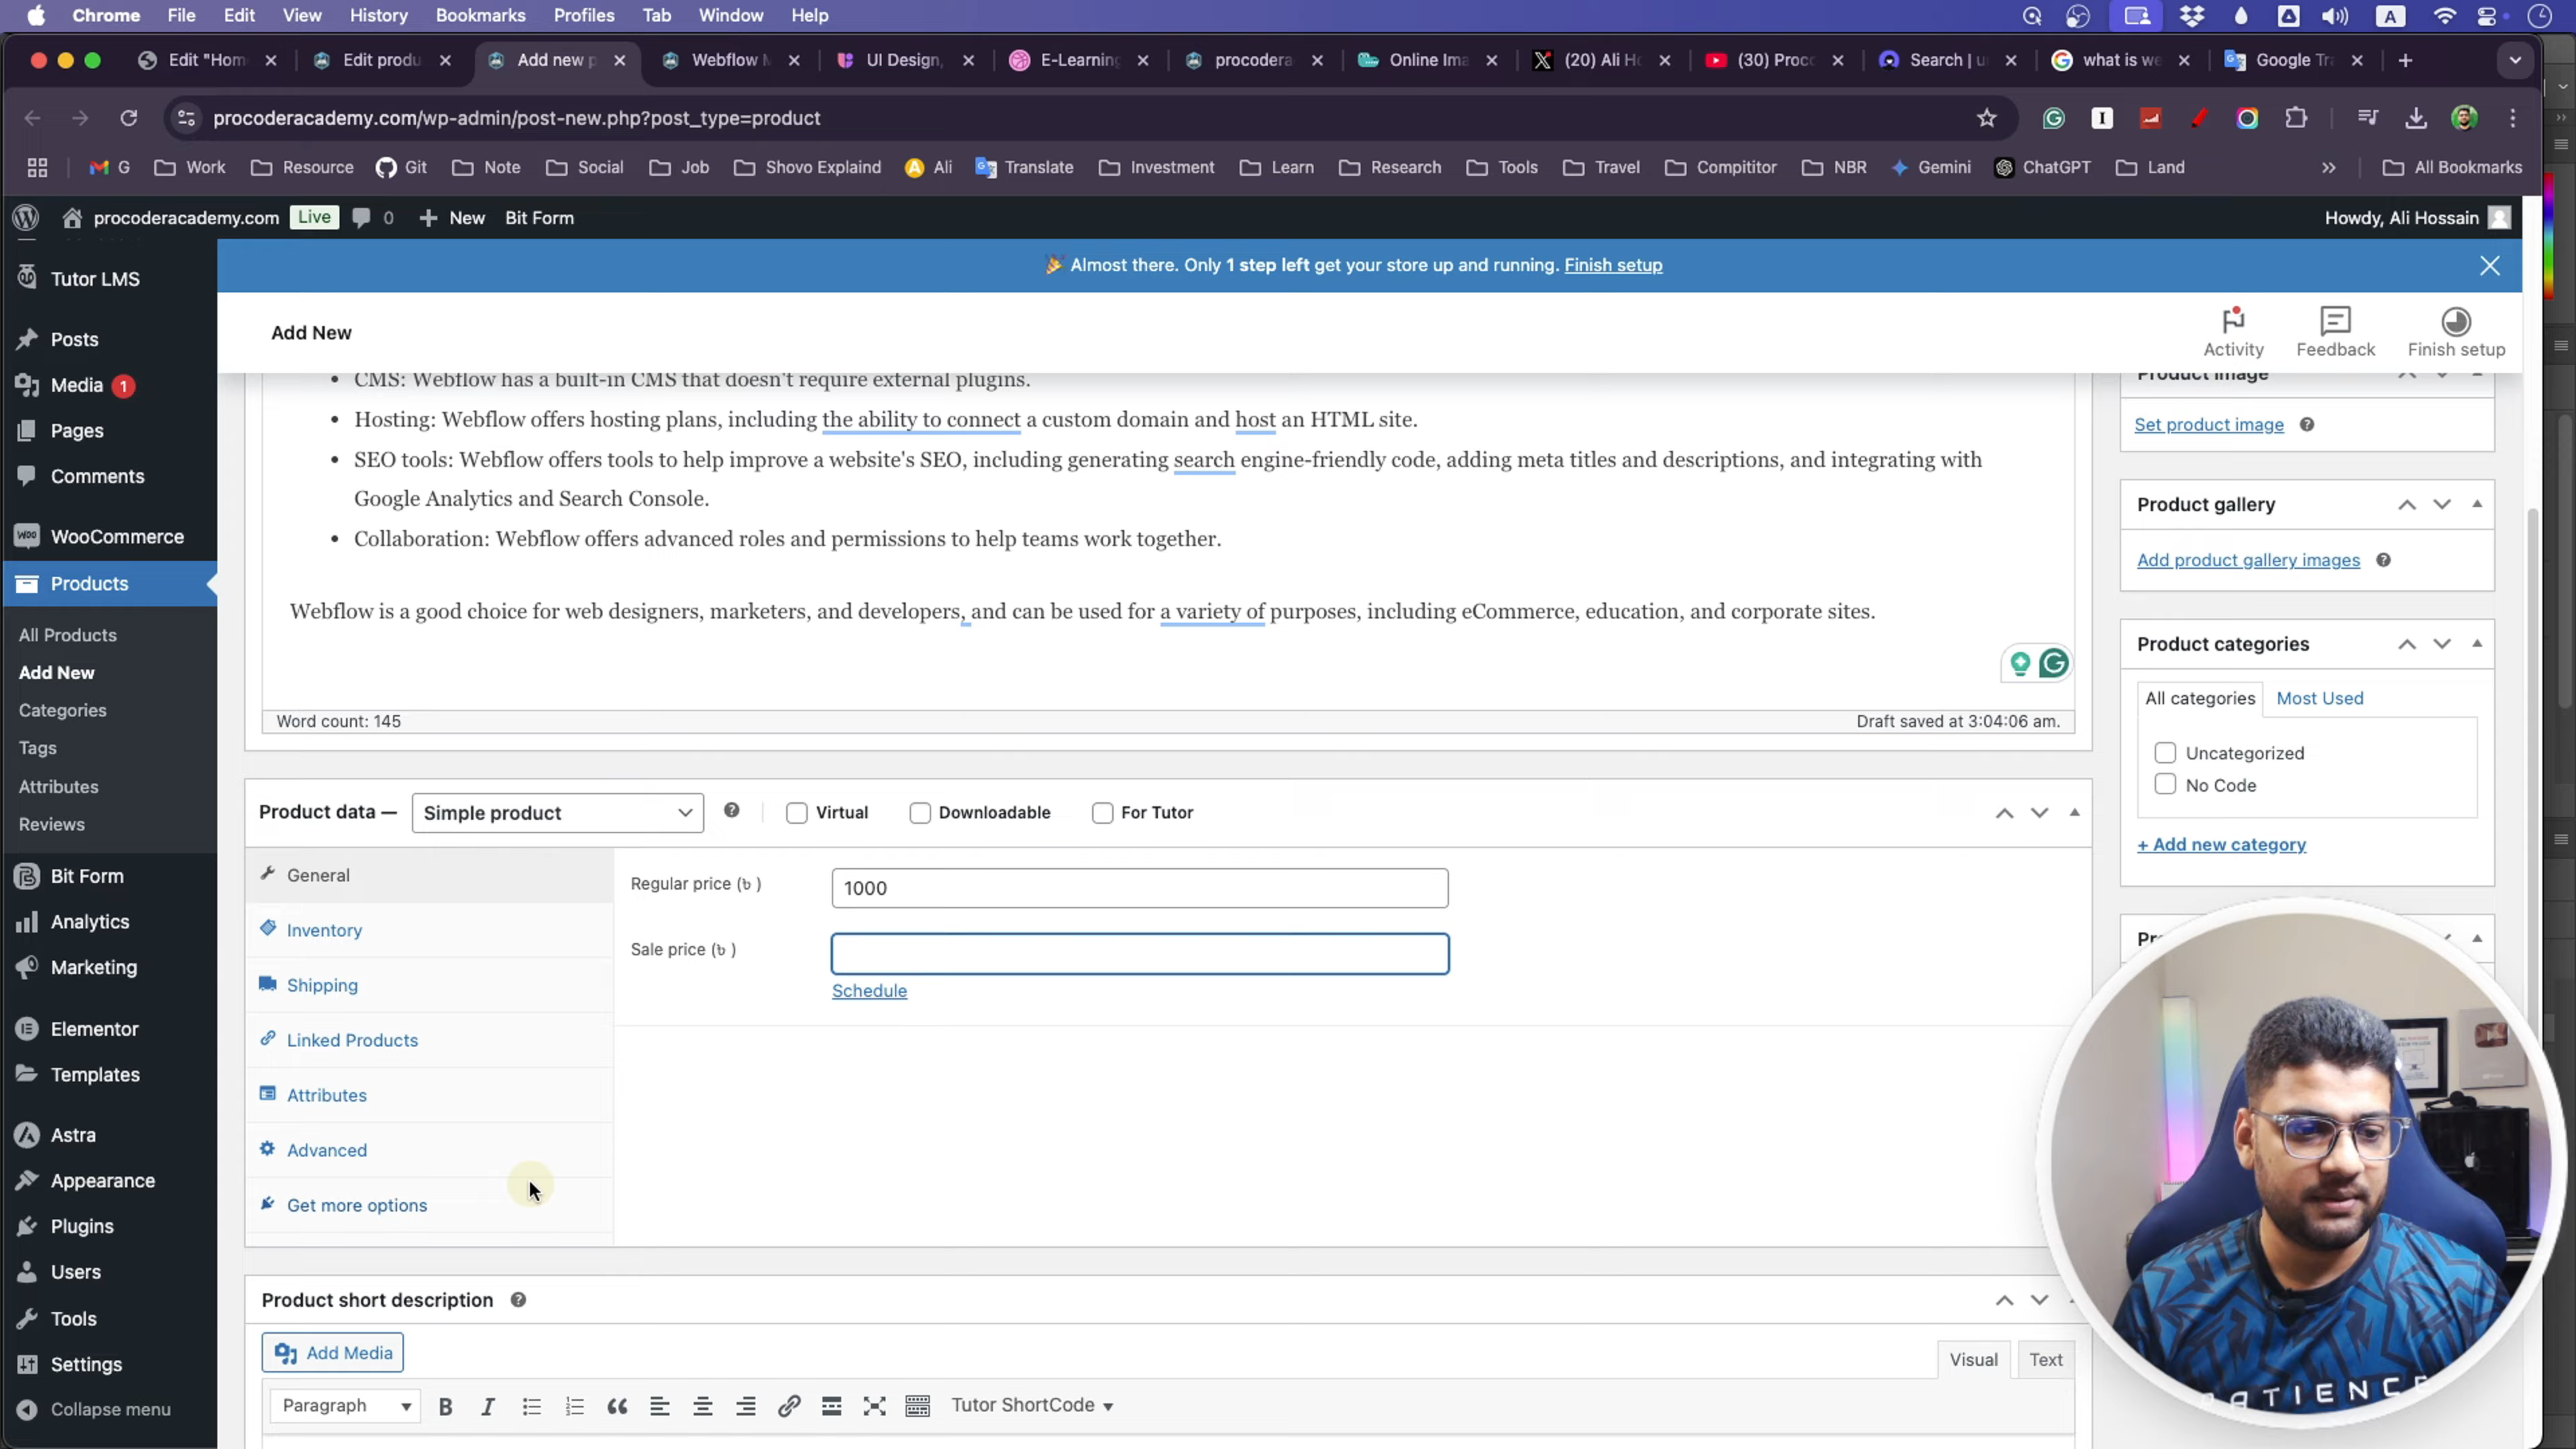 Chrome File Edit View History Bookmarks Profiles Tab Window Help A
Edit "Hom Edit produ Add new p Webflow M UI Design, E-Learning procodera Online Ima (20) Ali Ho (30) Proco Search | u what is we Google Tra
procoderacademy.com/wp-admin/post-new.php?post_type=product
G Work Resource Git Note Social Job Shovo Explaind Ali Translate Investment Learn Research Tools Travel Compititor NBR Gemini ChatGPT Land All Bookmarks
procoderacademy.com Live 0 New Bit Form Howdy, Ali Hossain
Tutor LMS
Posts
Media 1
Pages
Comments
WooCommerce
Products
All Products
Add New
Categories
Tags
Attributes
Reviews
Bit Form
Analytics
Marketing
Elementor
Templates
Astra
Appearance
Plugins
Users
Tools
Settings
Collapse menu
🎉 Almost there. Only 1 step left get your store up and running. Finish setup
Add New
Activity Feedback Finish setup
• CMS: Webflow has a built-in CMS that doesn't require external plugins.
• Hosting: Webflow offers hosting plans, including the ability to connect a custom domain and host an HTML site.
• SEO tools: Webflow offers tools to help improve a website's SEO, including generating search engine-friendly code, adding meta titles and descriptions, and integrating with
Google Analytics and Search Console.
• Collaboration: Webflow offers advanced roles and permissions to help teams work together.
Webflow is a good choice for web designers, marketers, and developers, and can be used for a variety of purposes, including eCommerce, education, and corporate sites.
Word count: 145 Draft saved at 3:04:06 am.
Product data — Simple product Virtual Downloadable For Tutor
General
Inventory
Shipping
Linked Products
Attributes
Advanced
Get more options
Regular price (৳ ) 1000
Sale price (৳ )
Schedule
Product short description
Add Media
Visual Text
Paragraph B I Tutor ShortCode
Product image
Set product image
Product gallery
Add product gallery images
Product categories
All categories Most Used
Uncategorized
No Code
+ Add new category
PATIENCE